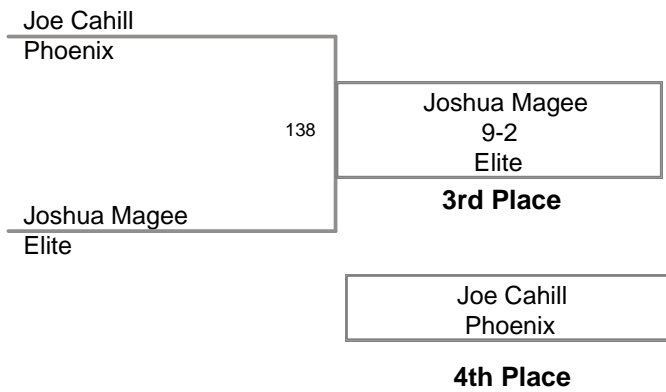 Joe Cahill
Phoenix
138
Joshua Magee
9-2
Elite
3rd Place
Joshua Magee
Elite
Joe Cahill
Phoenix
4th Place